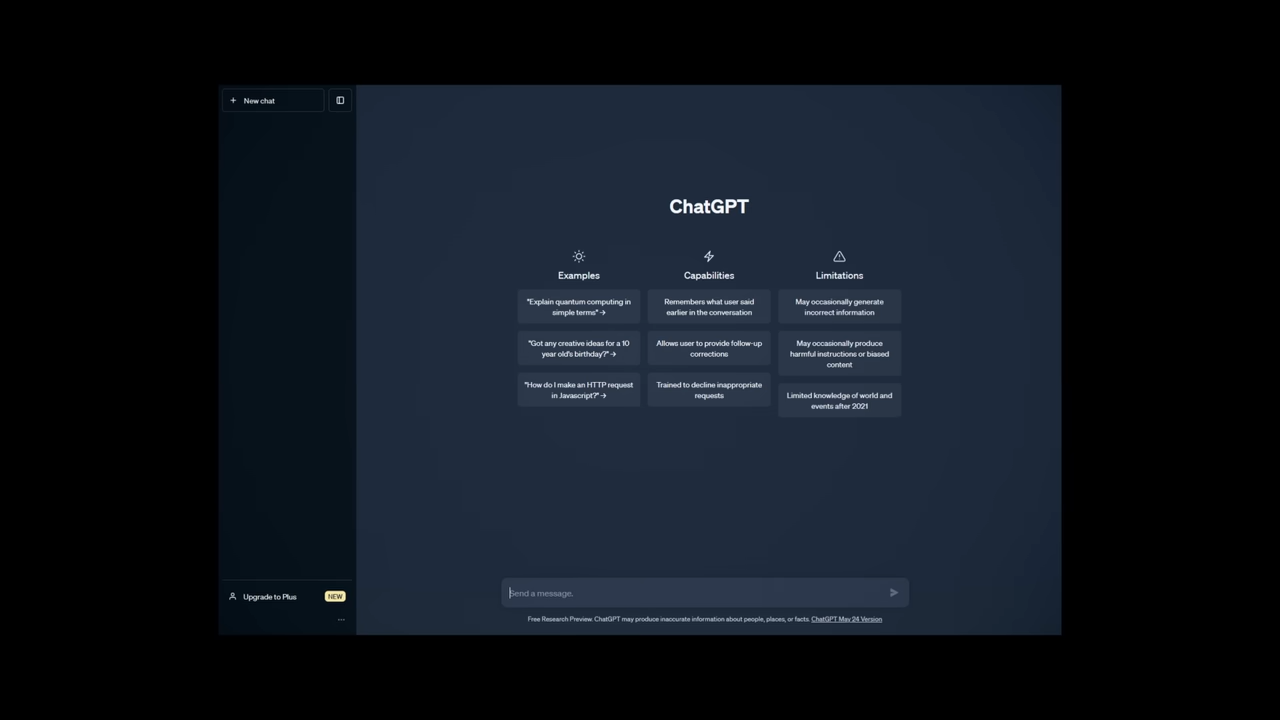 New chat
ChatGPT
Examples
"Explain quantum computing in
simple terms" →
"Got any creative ideas for a 10
year old's birthday?" →
"How do I make an HTTP request
in Javascript?" →
Capabilities
Remembers what user said
earlier in the conversation
Allows user to provide follow-up
corrections
Trained to decline inappropriate
requests
Limitations
May occasionally generate
incorrect information
May occasionally produce
harmful instructions or biased
content
Limited knowledge of world and
events after 2021
Upgrade to Plus NEW
Send a message.
Free Research Preview. ChatGPT may produce inaccurate information about people, places, or facts. ChatGPT May 24 Version